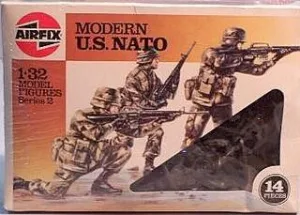 AIRFIX
MODERN
U.S. NATO
1:32
MODEL
FIGURES
Series 2
14
PIECES